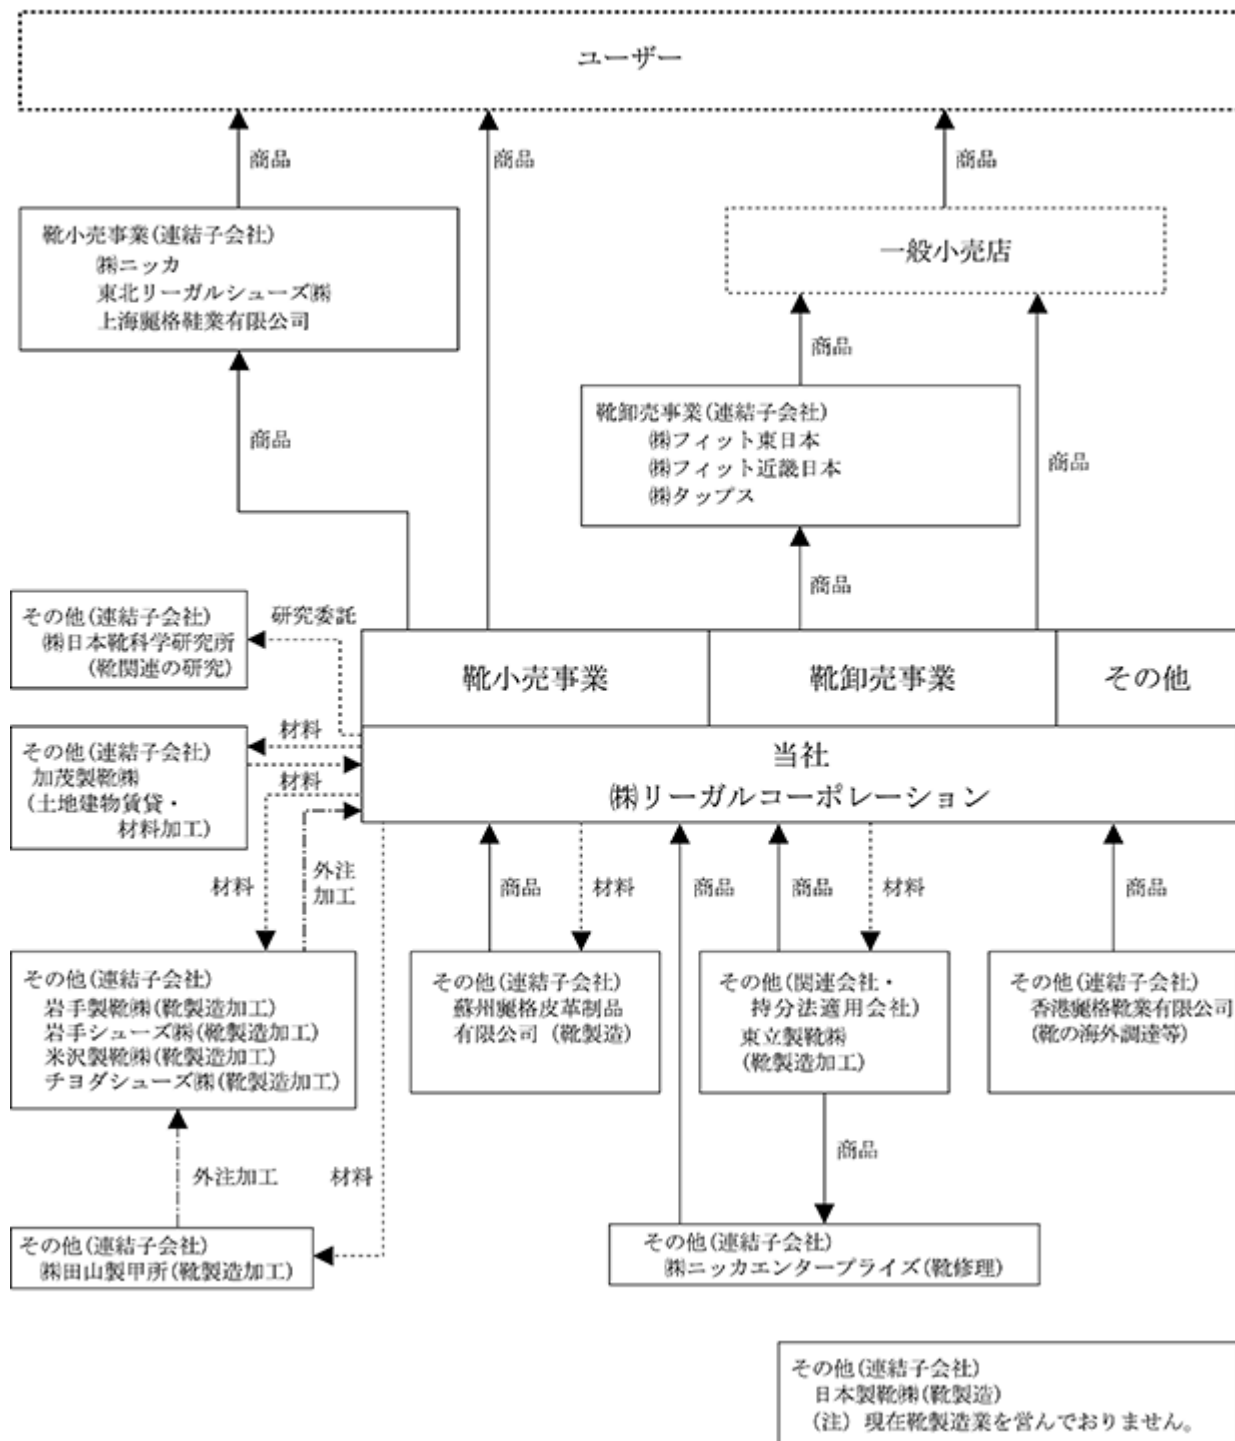 ユーザー
商品
商品
商品
靴小売事業(連結子会社)
㈱ニッカ
東北リーガルシューズ㈱
上海麗格鞋業有限公司
一般小売店
商品
商品
商品
靴卸売事業(連結子会社)
㈱フィット東日本
㈱フィット近畿日本
㈱タップス
商品
その他(連結子会社)
㈱日本靴科学研究所
(靴関連の研究)
研究委託
靴小売事業
靴卸売事業
その他
その他(連結子会社)
加茂製靴㈱
(土地建物賃貸・
材料加工)
材料
材料
当社
㈱リーガルコーポレーション
材料
外注
加工
商品
材料
商品
商品
材料
商品
その他(連結子会社)
岩手製靴㈱(靴製造加工)
岩手シューズ㈱(靴製造加工)
米沢製靴㈱(靴製造加工)
チヨダシューズ㈱(靴製造加工)
その他(連結子会社)
蘇州麗格皮革制品
有限公司(靴製造)
その他(関連会社・
持分法適用会社)
東立製靴㈱
(靴製造加工)
その他(連結子会社)
香港麗格靴業有限公司
(靴の海外調達等)
外注加工
材料
商品
その他(連結子会社)
㈱田山製甲所(靴製造加工)
その他(連結子会社)
㈱ニッカエンタープライズ(靴修理)
その他(連結子会社)
日本製靴㈱(靴製造)
(注) 現在靴製造業を営んでおりません。